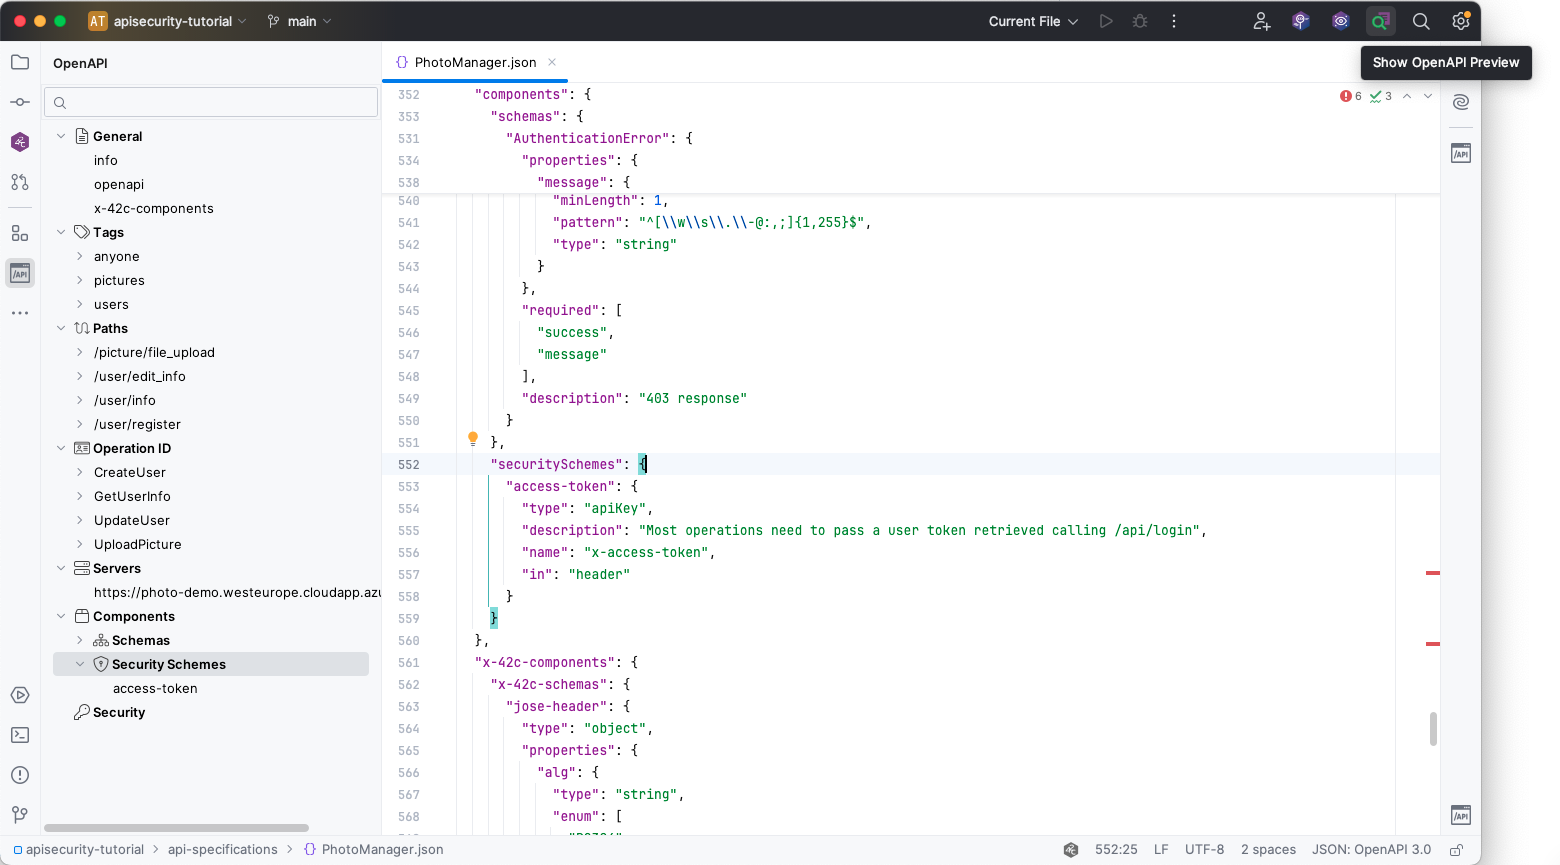 AT apisecurity-tutorial main Current File
Show OpenAPI Preview
OpenAPI
General
info
openapi
x-42c-components
Tags
anyone
pictures
users
Paths
/picture/file_upload
/user/edit_info
/user/info
/user/register
Operation ID
CreateUser
GetUserInfo
UpdateUser
UploadPicture
Servers
https://photo-demo.westeurope.cloudapp.azu
Components
Schemas
Security Schemes
access-token
Security
{} PhotoManager.json
6 3
352 "components": {
353 "schemas": {
531 "AuthenticationError": {
534 "properties": {
538 "message": {
540 "minLength": 1,
541 "pattern": "^[\\w\\s\\.\\-@:,;]{1,255}$",
542 "type": "string"
543 }
544 },
545 "required": [
546 "success",
547 "message"
548 ],
549 "description": "403 response"
550 }
551 },
552 "securitySchemes": {
553 "access-token": {
554 "type": "apiKey",
555 "description": "Most operations need to pass a user token retrieved calling /api/login",
556 "name": "x-access-token",
557 "in": "header"
558 }
559 }
560 },
561 "x-42c-components": {
562 "x-42c-schemas": {
563 "jose-header": {
564 "type": "object",
565 "properties": {
566 "alg": {
567 "type": "string",
568 "enum": [
/API
/API
/API
apisecurity-tutorial > api-specifications > {} PhotoManager.json
552:25 LF UTF-8 2 spaces JSON: OpenAPI 3.0